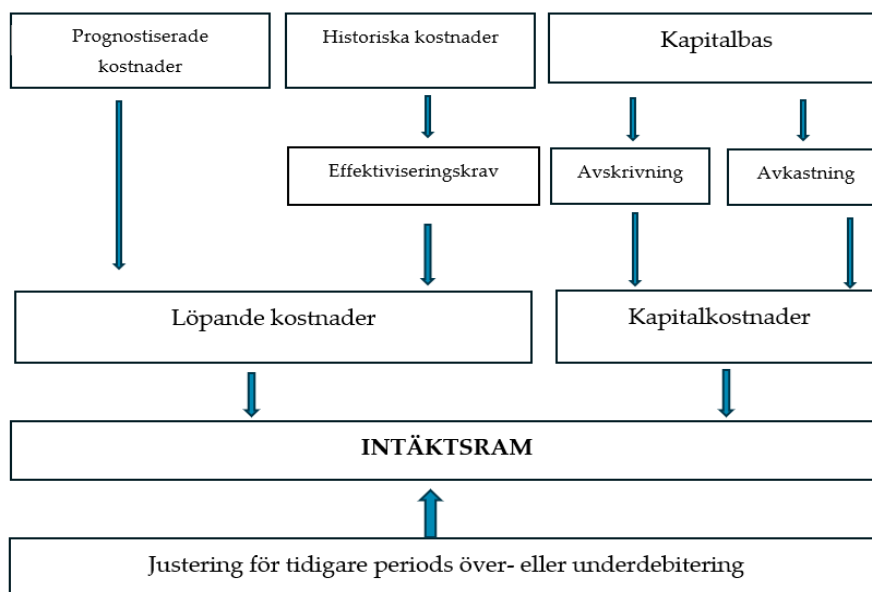 Prognostiserade
kostnader
Historiska kostnader
Kapitalbas
Effektiviseringskrav
Avskrivning
Avkastning
Löpande kostnader
Kapitalkostnader
INTÄKTSRAM
Justering för tidigare periods över- eller underdebitering